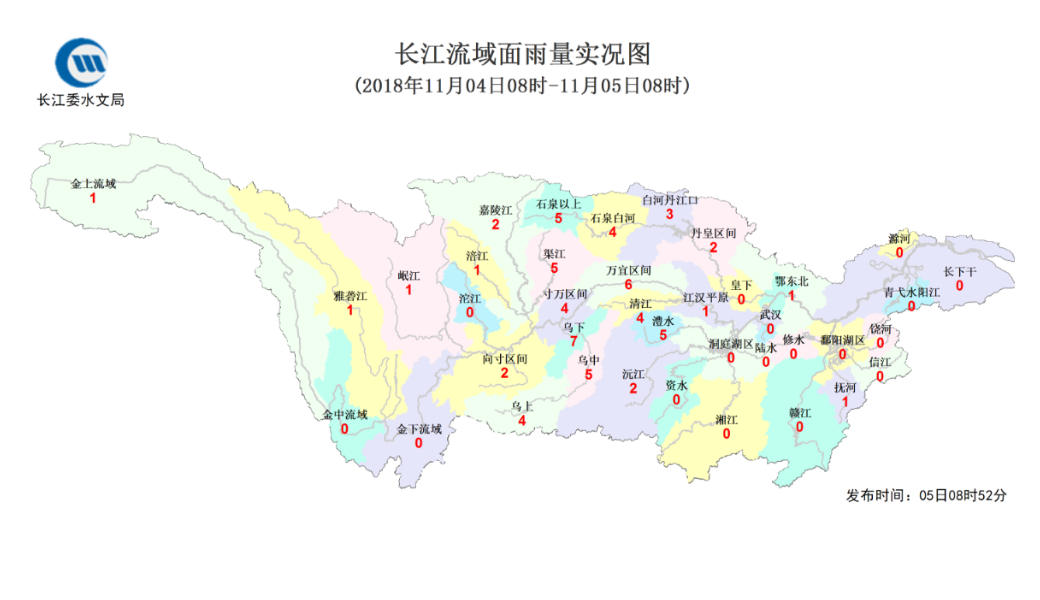 长江流域面雨量实况图
(2018年11月04日08时-11月05日08时)
长江委水文局
金上流域
1
嘉陵江
2
石泉以上
5
石泉白河
4
白河丹江口
3
丹皇区间
2
滁河
0
长下干
0
青弋水阳江
0
岷江
1
涪江
1
渠江
5
万宜区间
6
皇下
0
鄂东北
1
雅砻江
1
沱江
0
寸万区间
4
清江
4
江汉平原
1
武汉
0
澧水
5
乌下
7
洞庭湖区
0
陆水
0
修水
0
鄱阳湖区
0
饶河
0
信江
0
向寸区间
2
乌中
5
沅江
2
资水
0
抚河
1
金中流域
0
金下流域
0
乌上
4
湘江
0
赣江
0
发布时间：05日08时52分